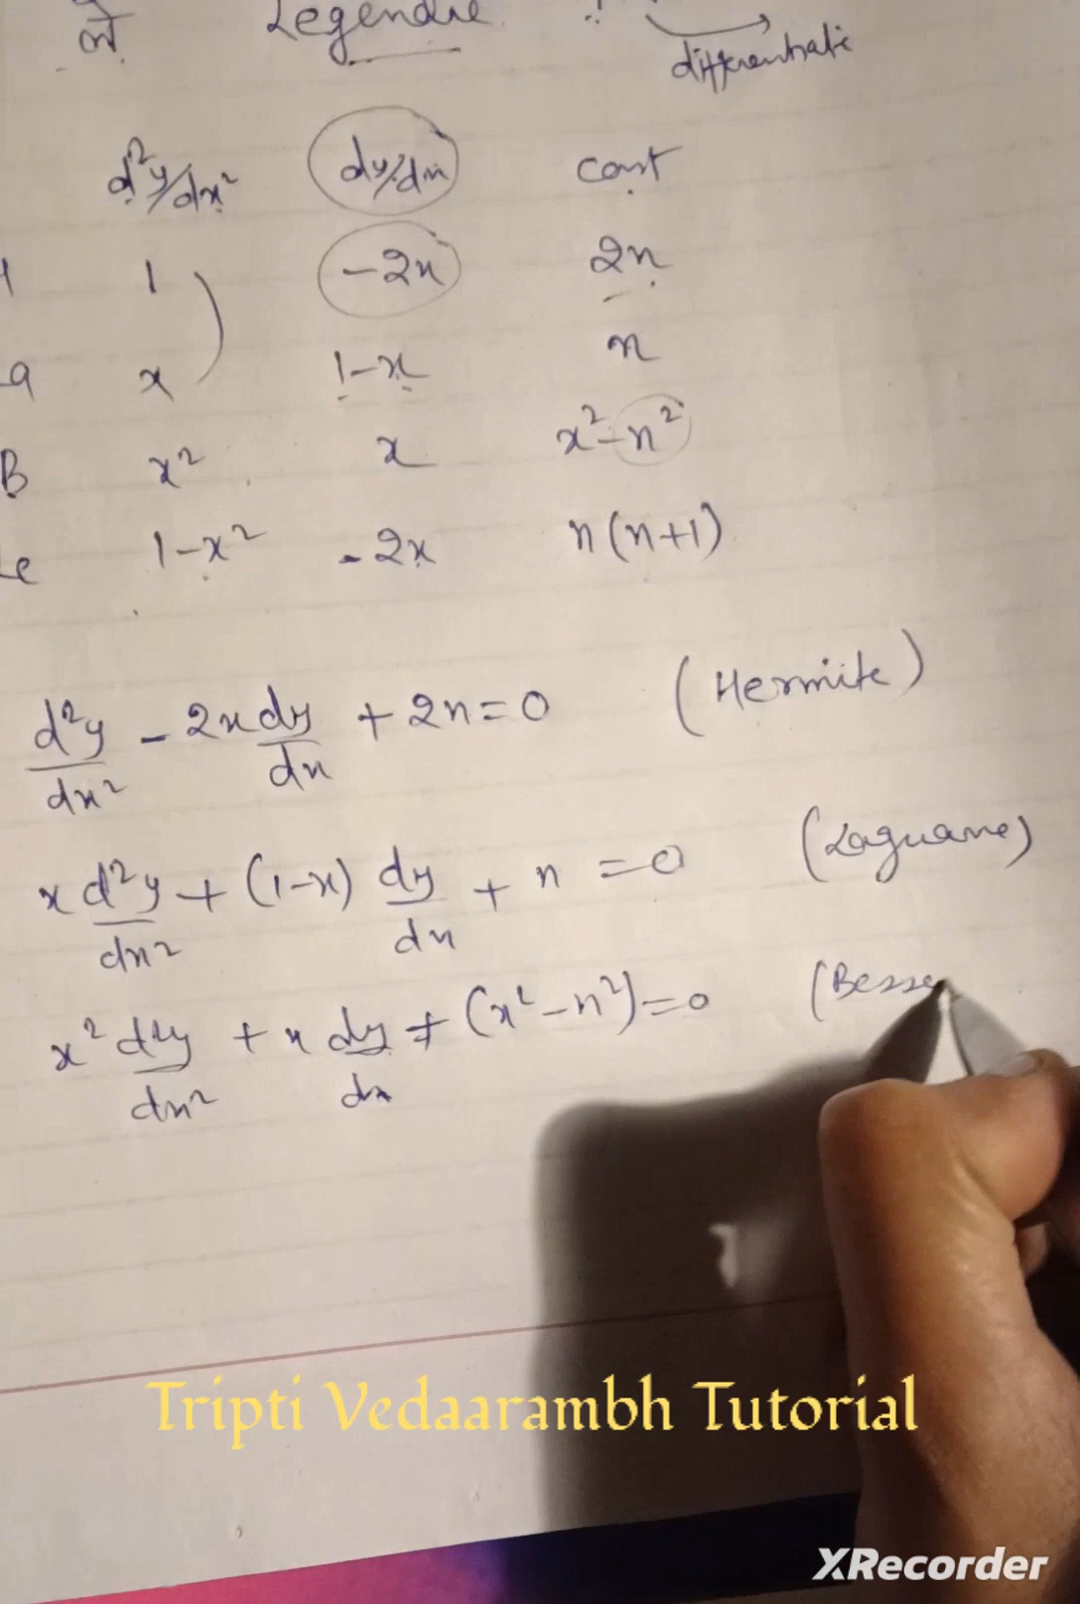 ले Legendre
differentiate
d²y/dx² dy/dx const
1 -2x 2n
a x 1-x n
B x² x x²-n²
Le 1-x² -2x n(n+1)
d²y/dx² - 2x dy/dx + 2n = 0 (Hermite)
x d²y/dx² + (1-x) dy/dx + n = 0 (Laguarre)
x² d²y/dx² + x dy/dx + (x²-n²) = 0 (Besse
Tripti Vedaarambh Tutorial
XRecorder